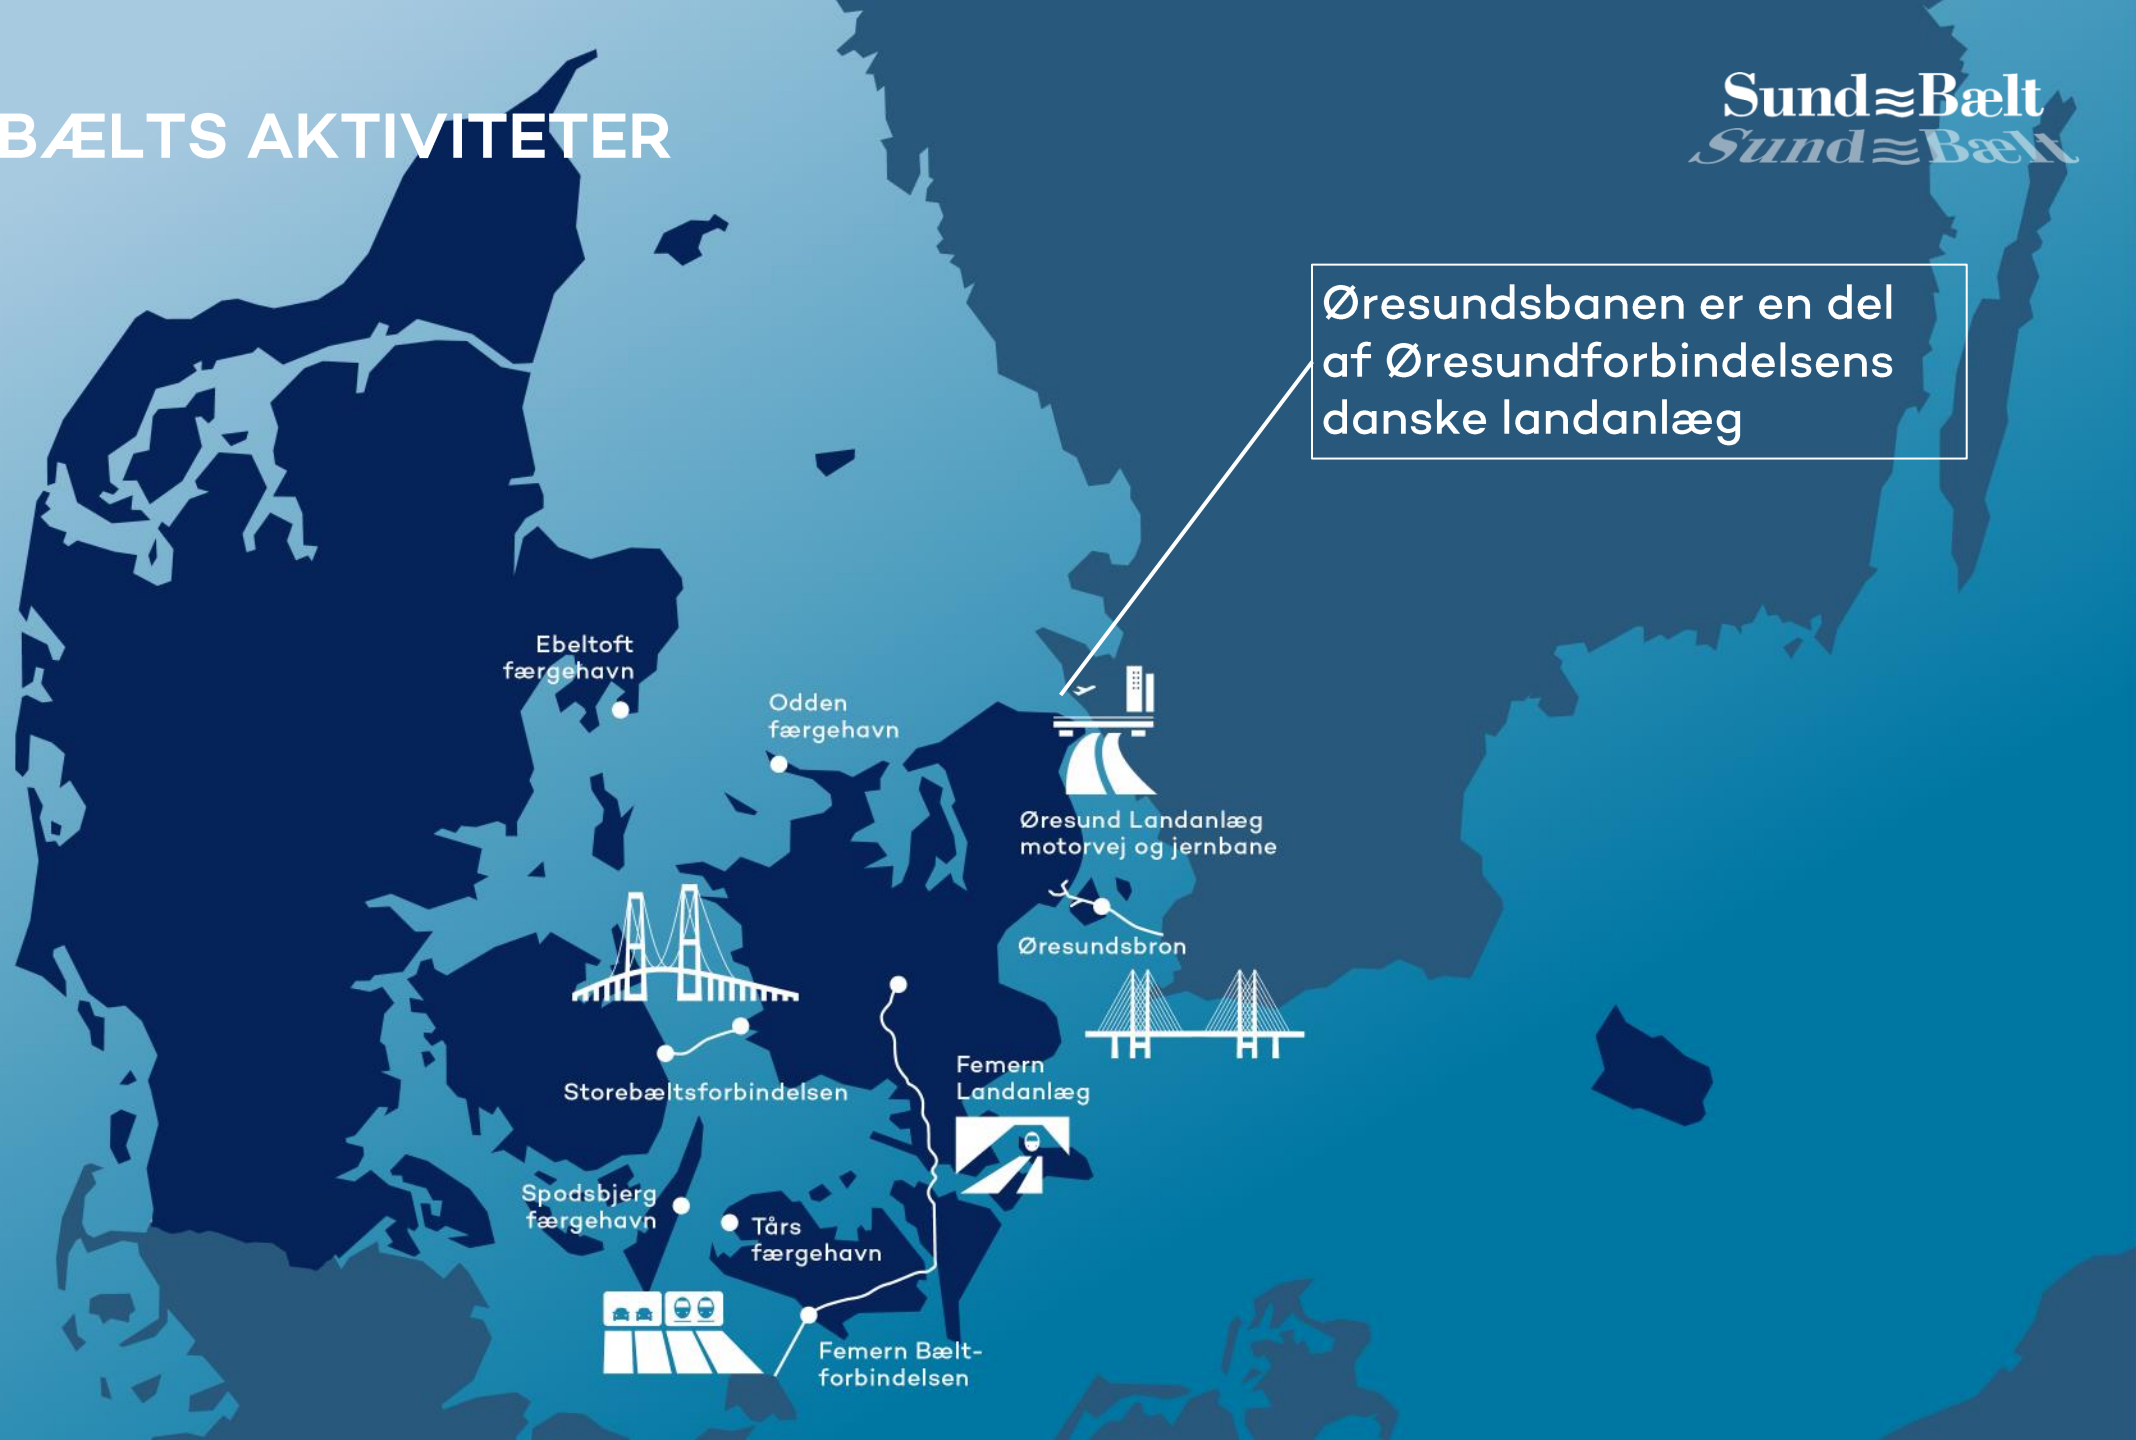 BÆLTS AKTIVITETER
Sund≈Bælt
Sund≈Bælt
Øresundsbanen er en del
af Øresundforbindelsens
danske landanlæg
Ebeltoft
færgehavn
Odden
færgehavn
Øresund Landanlæg
motorvej og jernbane
Øresundsbron
Femern
Landanlæg
Storebæltsforbindelsen
Spodsbjerg
færgehavn
Tårs
færgehavn
Femern Bælt-
forbindelsen